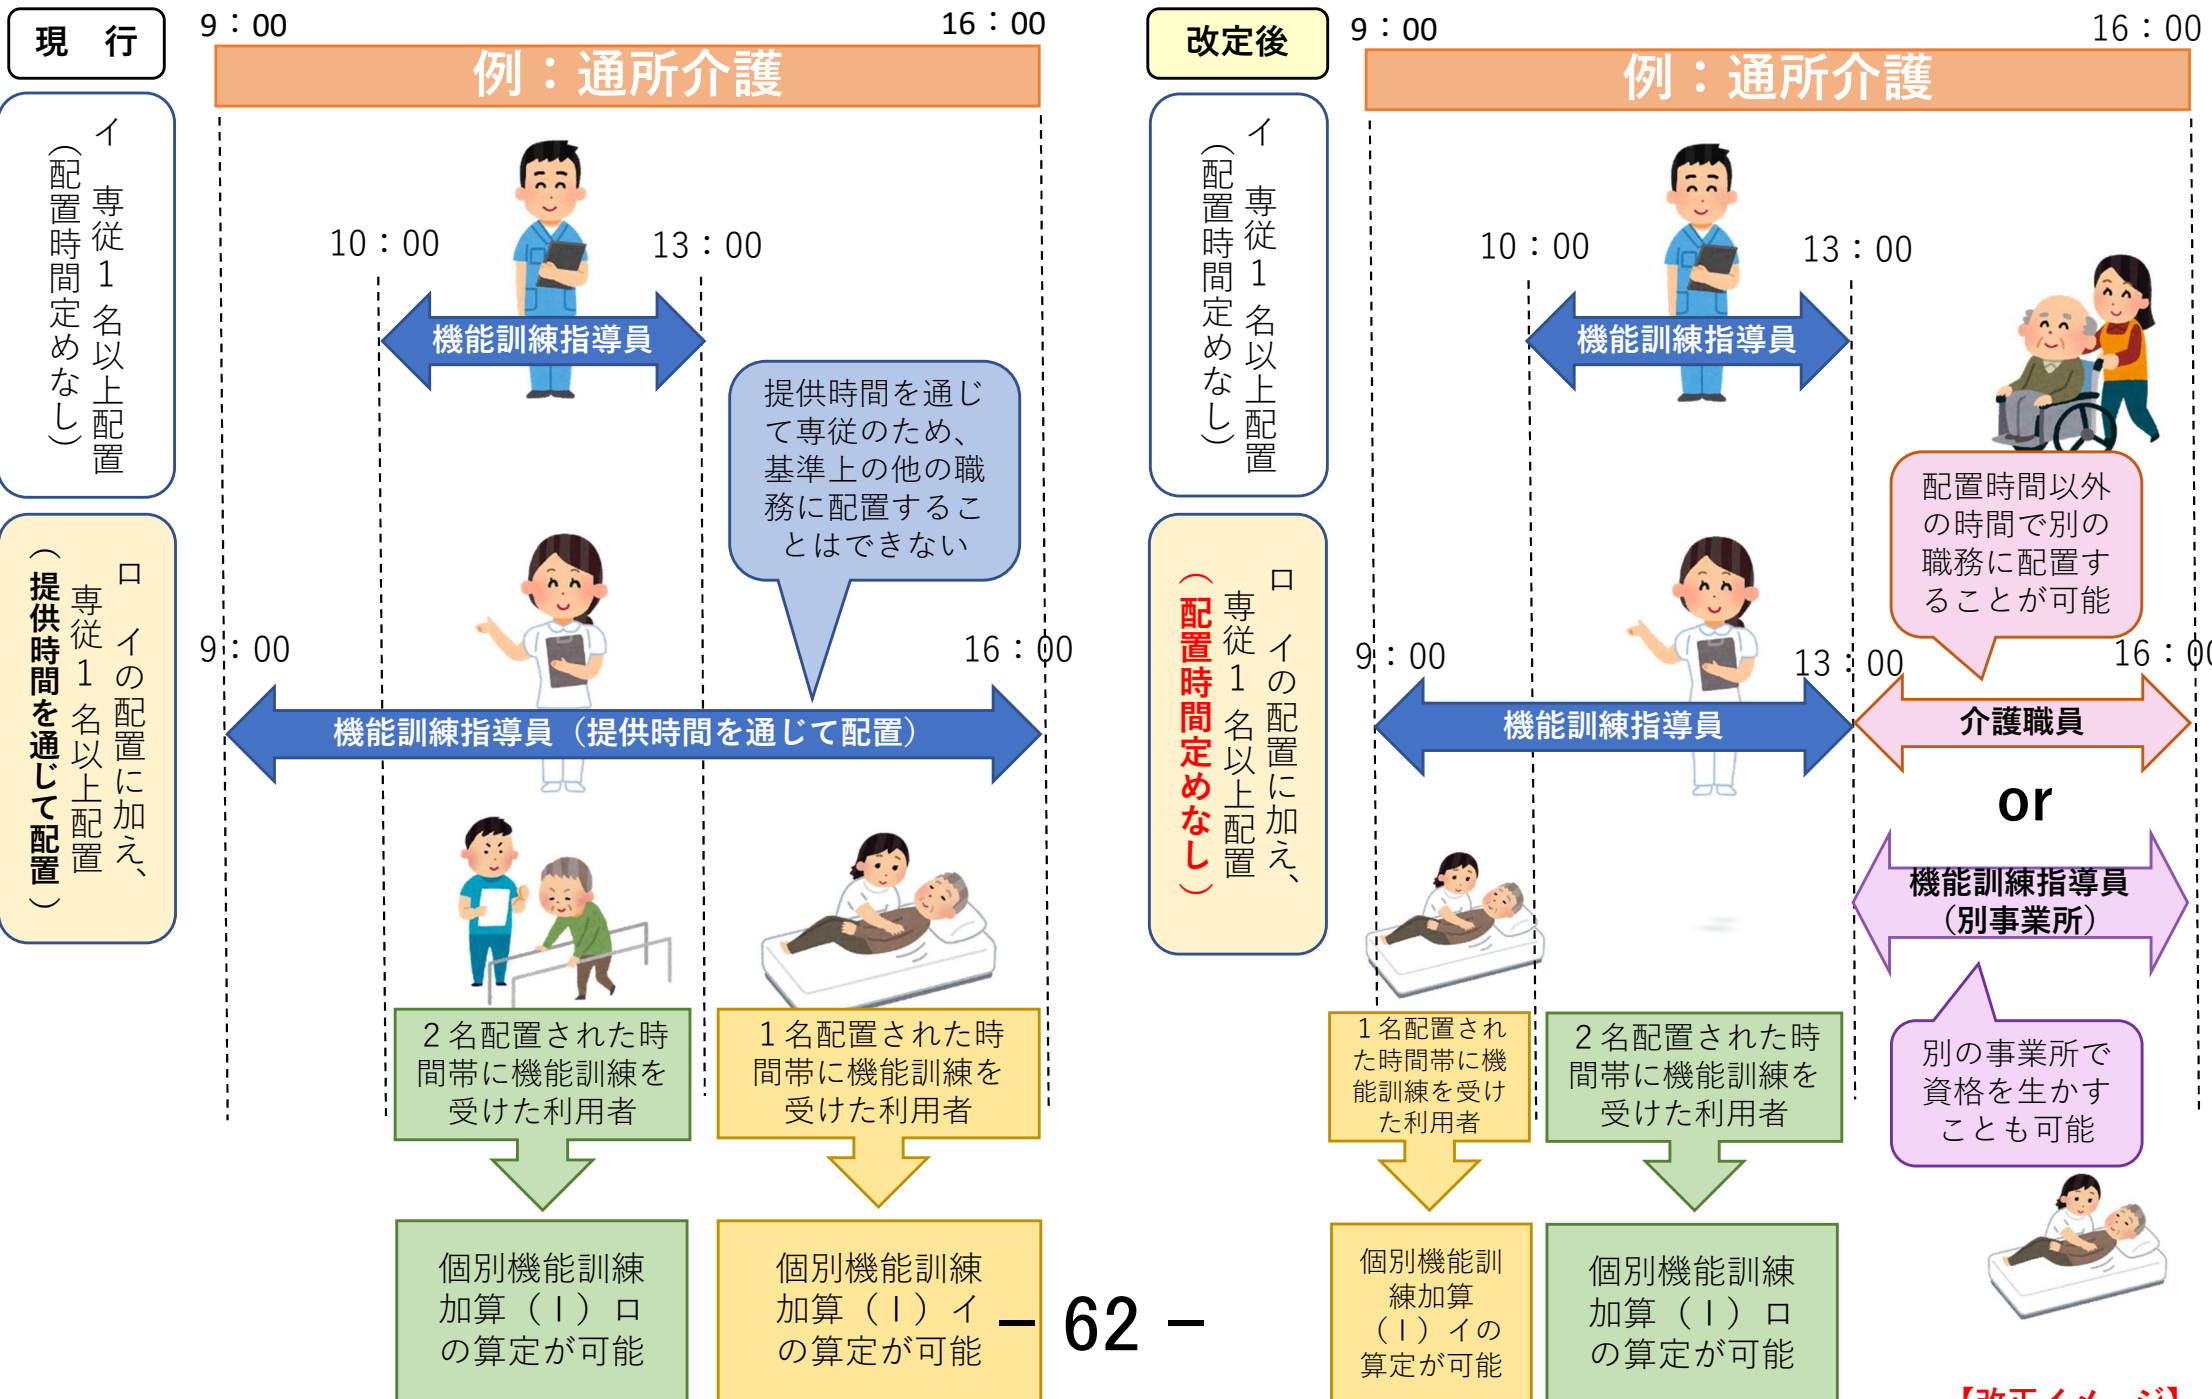 現　行
9：00
16：00
例：通所介護
イ　専従１名以上配置
（配置時間定めなし）
10：00
13：00
機能訓練指導員
提供時間を通じ
て専従のため、
基準上の他の職
務に配置するこ
とはできない
ロ　イの配置に加え、
専従１名以上配置
（提供時間を通じて配置）
9：00
16：00
機能訓練指導員（提供時間を通じて配置）
２名配置された時
間帯に機能訓練を
受けた利用者
１名配置された時
間帯に機能訓練を
受けた利用者
個別機能訓練
加算（Ⅰ）ロ
の算定が可能
個別機能訓練
加算（Ⅰ）イ
の算定が可能
改定後
9：00
16：00
例：通所介護
イ　専従１名以上配置
（配置時間定めなし）
10：00
13：00
機能訓練指導員
配置時間以外
の時間で別の
職務に配置す
ることが可能
ロ　イの配置に加え、
専従１名以上配置
（配置時間定めなし）
9：00
13：00
16：00
機能訓練指導員
介護職員
or
機能訓練指導員
（別事業所）
別の事業所で
資格を生かす
ことも可能
１名配置され
た時間帯に機
能訓練を受け
た利用者
２名配置された時
間帯に機能訓練を
受けた利用者
個別機能訓
練加算
（Ⅰ）イの
算定が可能
個別機能訓練
加算（Ⅰ）ロ
の算定が可能
－ 62 －
【改正イメージ】